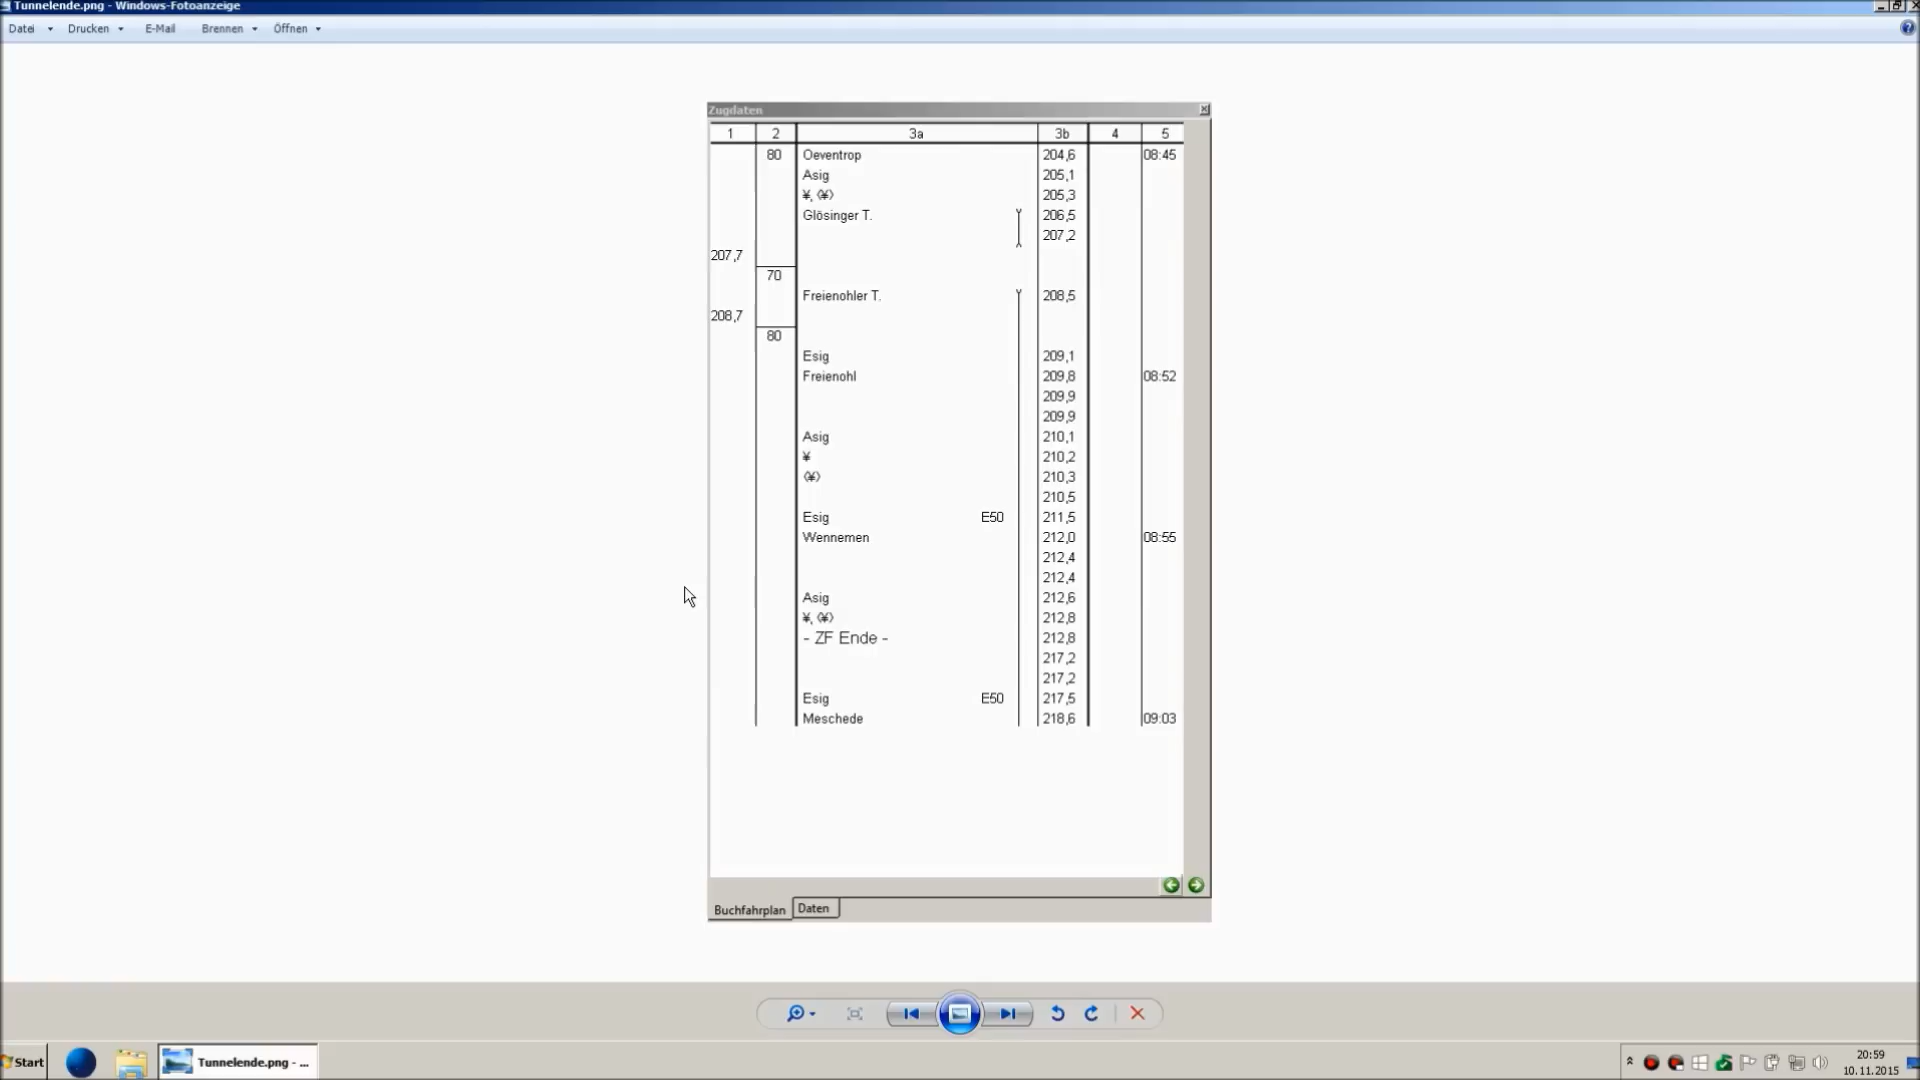 Tunnelende.png - Windows-Fotoanzeige
Datei Drucken E-Mail Brennen Öffnen
Zugdaten
1 2 3a 3b 4 5
80 Oeventrop 204,6 08:45
Asig 205,1
¥, (¥) 205,3
Glösinger T. 206,5
207,2
207,7
70
Freienohler T. 208,5
208,7
80
Esig 209,1
Freienohl 209,8 08:52
209,9
209,9
Asig 210,1
¥ 210,2
(¥) 210,3
210,5
Esig E50 211,5
Wennemen 212,0 08:55
212,4
212,4
Asig 212,6
¥, (¥) 212,8
- ZF Ende - 212,8
217,2
217,2
Esig E50 217,5
Meschede 218,6 09:03
Buchfahrplan Daten
Start Tunnelende.png - ... 20:59
10.11.2015